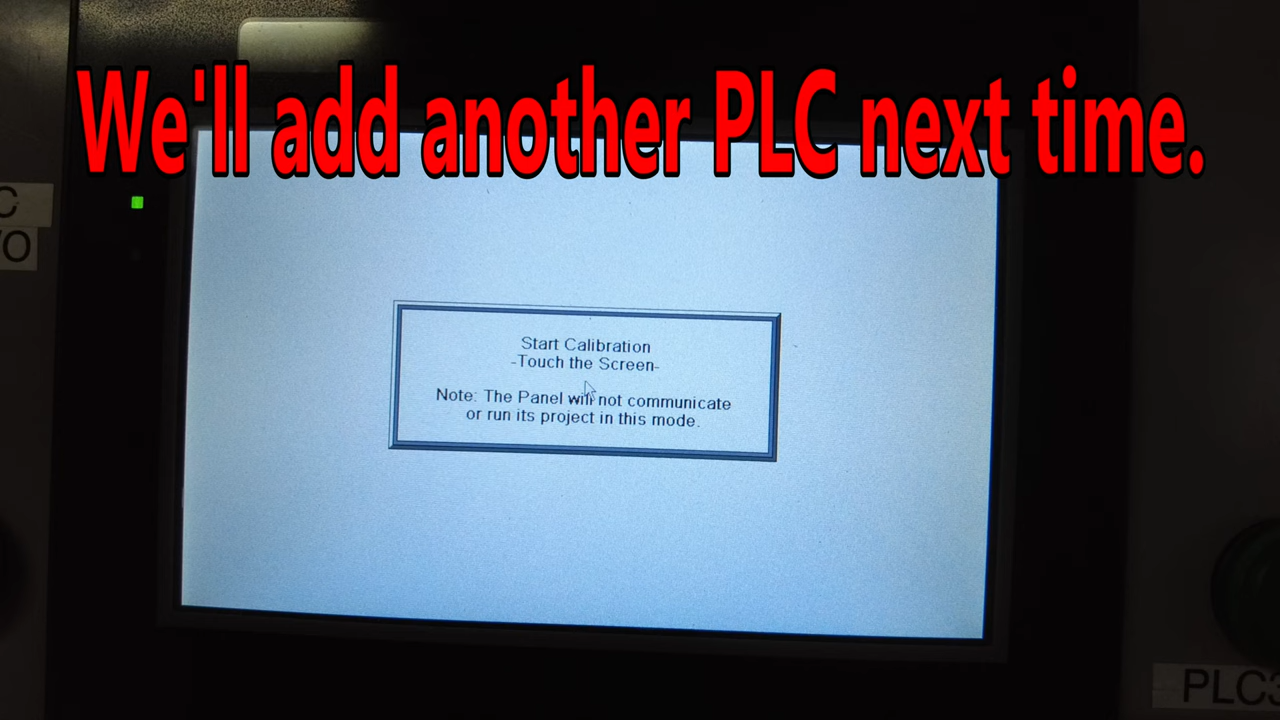 We'll add another PLC next time.
C
O
Start Calibration
-Touch the Screen-
Note: The Panel will not communicate
or run its project in this mode.
PLC3